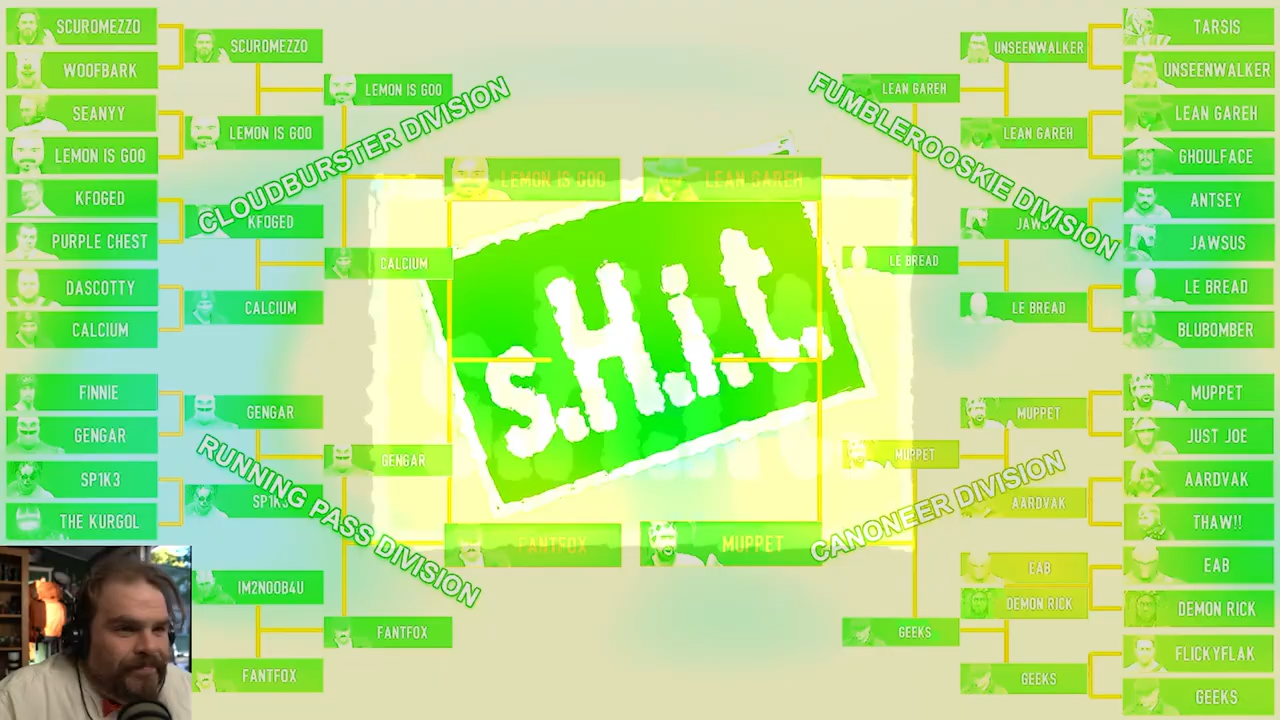 SCUROMEZZO
WOOFBARK
SEANYY
LEMON IS GOO
KFOGED
PURPLE CHEST
DASCOTTY
CALCIUM
SCUROMEZZO
LEMON IS GOO
KFOGED
CALCIUM
LEMON IS GOO
CALCIUM
CLOUDBURSTER DIVISION
FINNIE
GENGAR
SP1K3
THE KURGOL
GENGAR
SP1K3
IM2N00B4U
FANTFOX
GENGAR
FANTFOX
RUNNING PASS DIVISION
LEMON IS GOO
LEAN GAREH
s.H.i.t.
FANTFOX
MUPPET
FUMBLEROOSKIE DIVISION
LEAN GAREH
LE BREAD
UNSEENWALKER
LEAN GAREH
JAWSUS
LE BREAD
TARSIS
UNSEENWALKER
LEAN GAREH
GHOULFACE
ANTSEY
JAWSUS
LE BREAD
BLUBOMBER
CANONEER DIVISION
MUPPET
GEEKS
MUPPET
AARDVAK
EAB
DEMON RICK
GEEKS
MUPPET
JUST JOE
AARDVAK
THAW!!
EAB
DEMON RICK
FLICKYFLAK
GEEKS